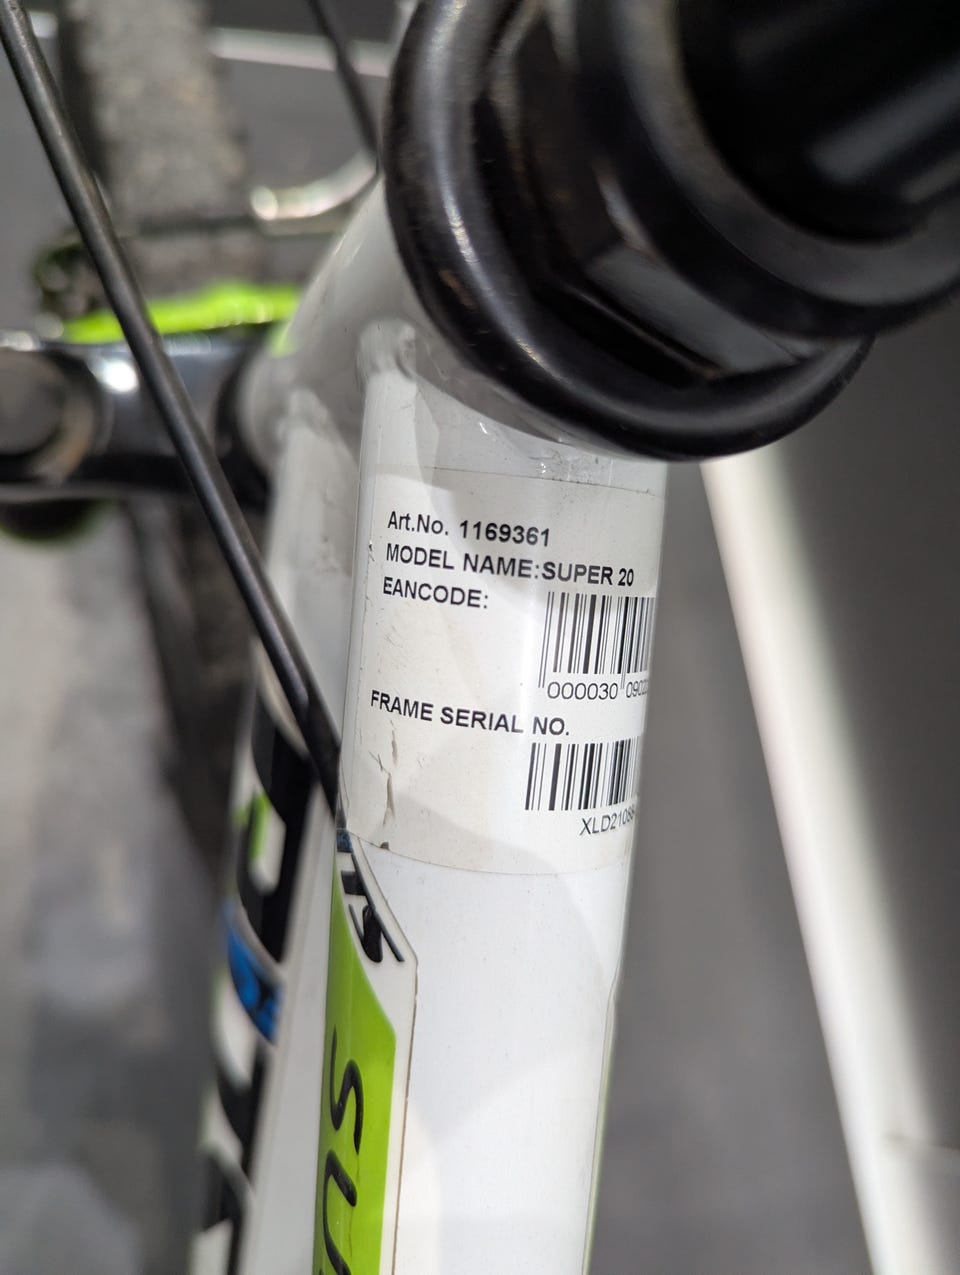 Art.No. 1169361
MODEL NAME:SUPER 20
EANCODE:
000030
FRAME SERIAL NO.